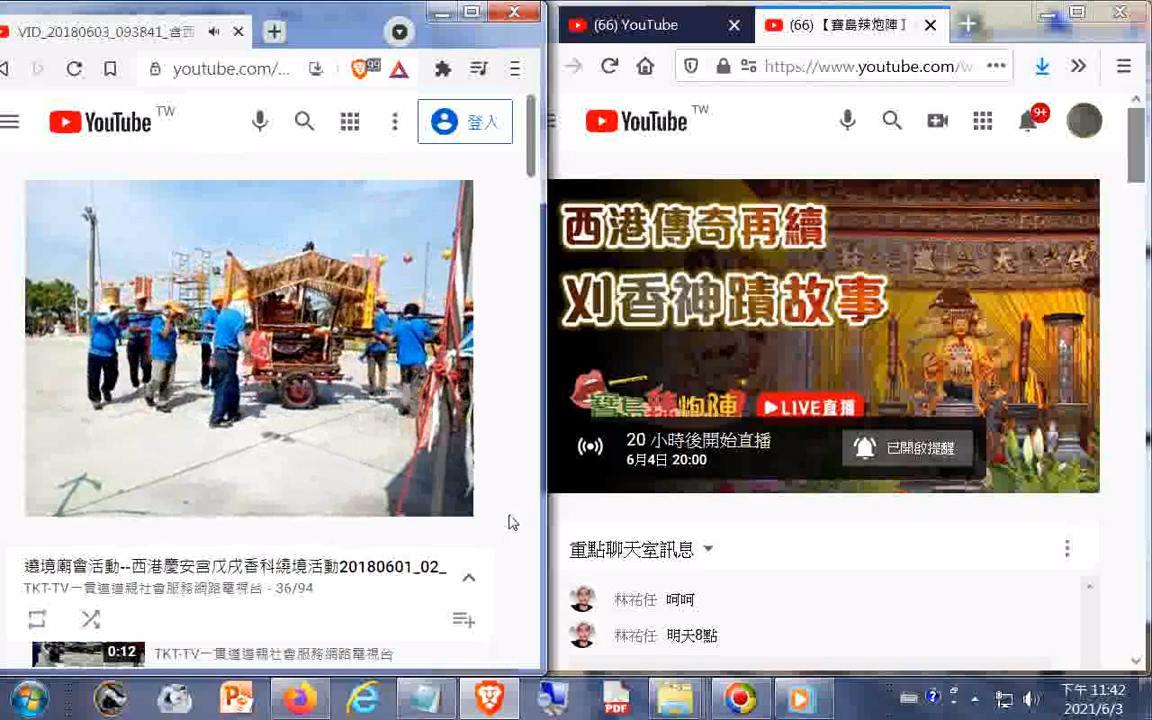 VID_20180603_093841_含西
youtube.com/...
99
YouTube
TW
登入
遶境廟會活動--西港慶安宮戊戌香科繞境活動20180601_02_
TKT-TV一貫道道親社會服務網路電視台 - 36/94
0:12
TKT-TV一貫道道親社會服務網路電視台
(66) YouTube
(66) 【寶島辣炮陣】
https://www.youtube.com/w
YouTube
TW
9+
西港傳奇再續
刈香神蹟故事
寶島辣炮陣
LIVE直播
20 小時後開始直播
6月4日 20:00
已開啟提醒
重點聊天室訊息
林祐任 呵呵
林祐任 明天8點
PDF
下午 11:42
2021/6/3